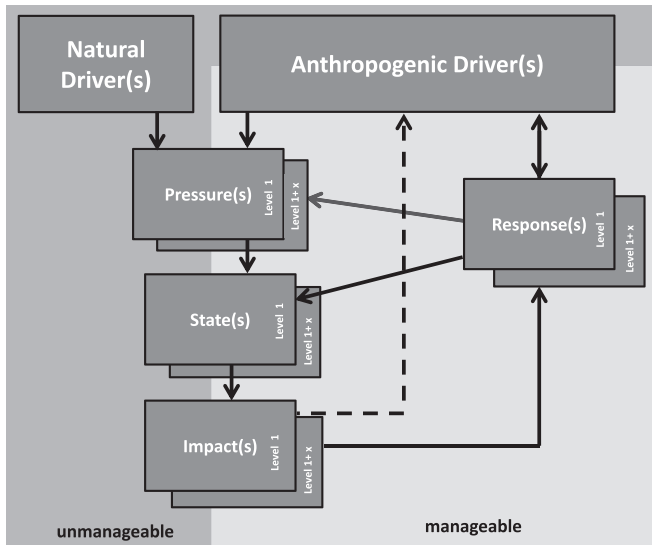 Natural
Driver(s)
Anthropogenic Driver(s)
Pressure(s)
Level 1
Level 1+ x
Response(s)
Level 1
Level 1+ x
State(s)
Level 1
Level 1+ x
Impact(s)
Level 1
Level 1+ x
unmanageable
manageable